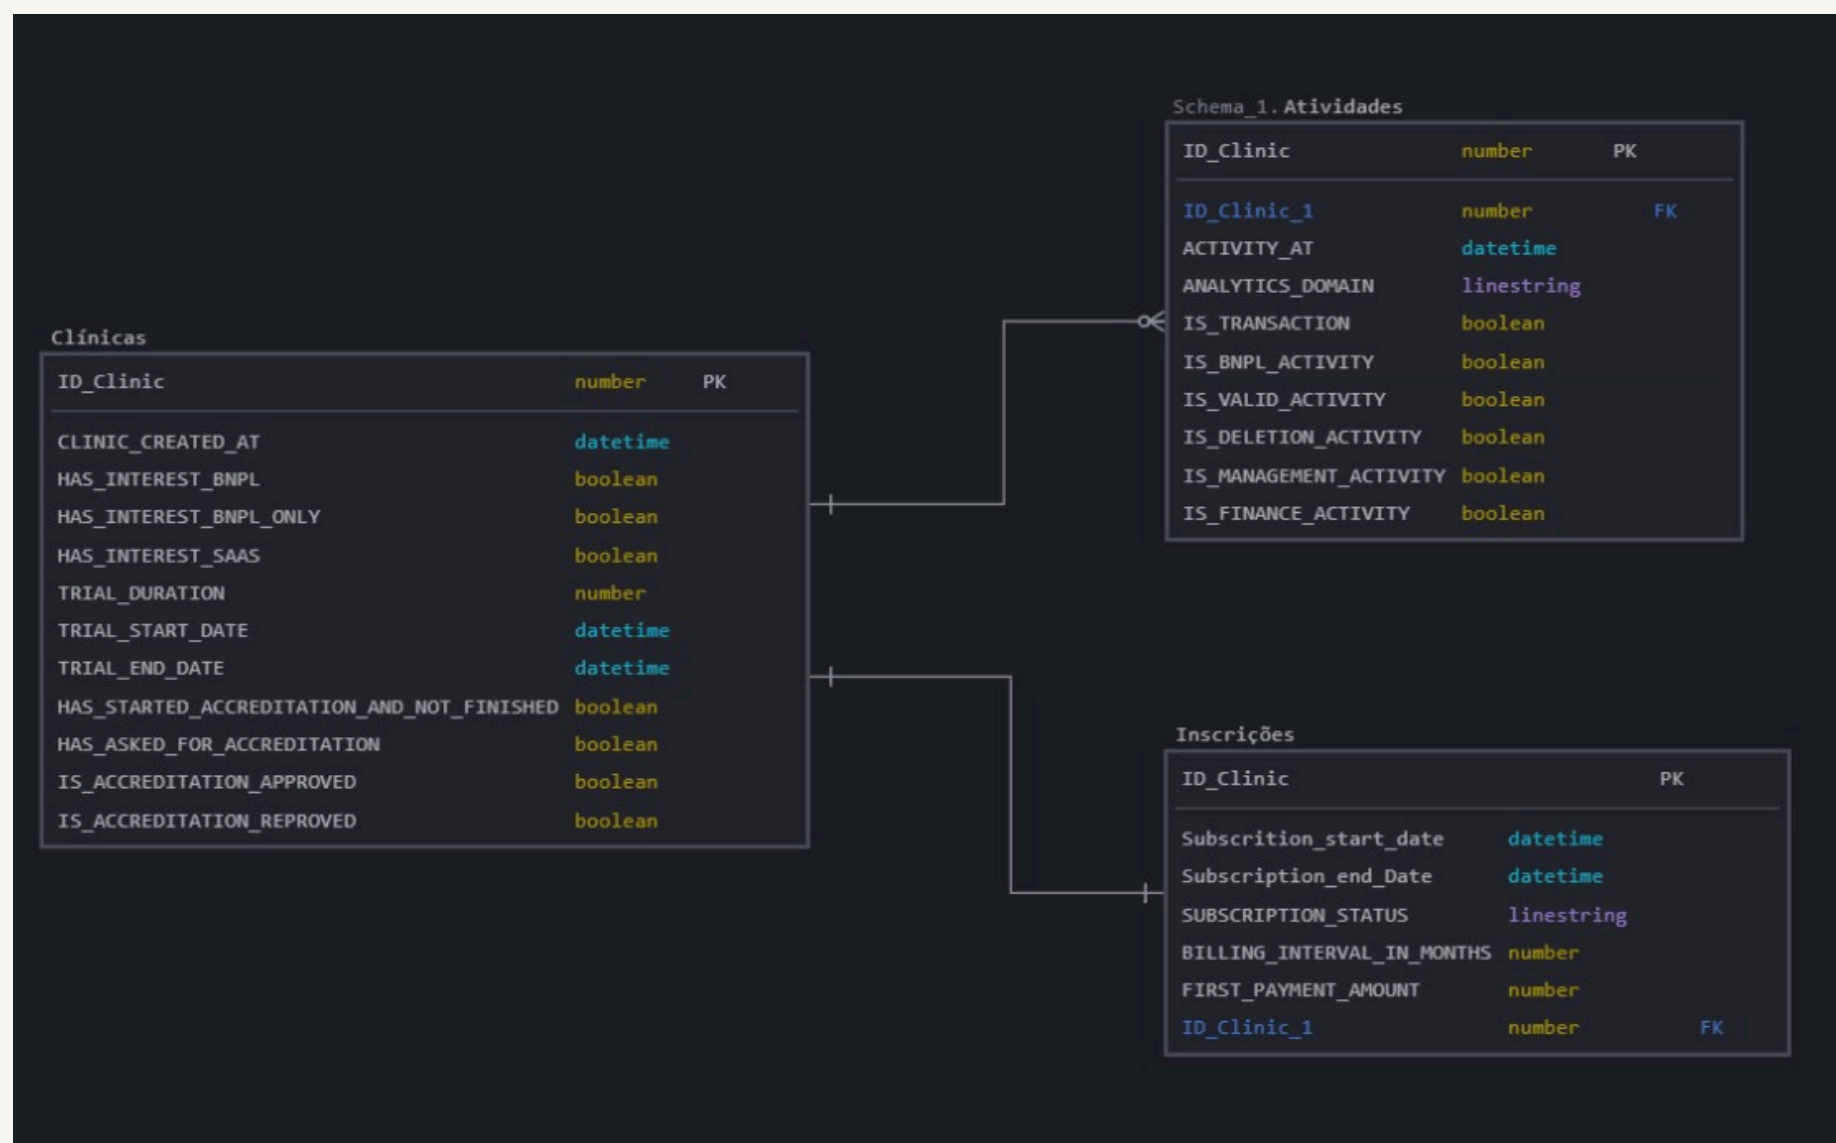 Clínicas
ID_Clinic number PK
CLINIC_CREATED_AT datetime
HAS_INTEREST_BNPL boolean
HAS_INTEREST_BNPL_ONLY boolean
HAS_INTEREST_SAAS boolean
TRIAL_DURATION number
TRIAL_START_DATE datetime
TRIAL_END_DATE datetime
HAS_STARTED_ACCREDITATION_AND_NOT_FINISHED boolean
HAS_ASKED_FOR_ACCREDITATION boolean
IS_ACCREDITATION_APPROVED boolean
IS_ACCREDITATION_REPROVED boolean
Schema_1.Atividades
ID_Clinic number PK
ID_Clinic_1 number FK
ACTIVITY_AT datetime
ANALYTICS_DOMAIN linestring
IS_TRANSACTION boolean
IS_BNPL_ACTIVITY boolean
IS_VALID_ACTIVITY boolean
IS_DELETION_ACTIVITY boolean
IS_MANAGEMENT_ACTIVITY boolean
IS_FINANCE_ACTIVITY boolean
Inscrições
ID_Clinic PK
Subscrition_start_date datetime
Subscription_end_Date datetime
SUBSCRIPTION_STATUS linestring
BILLING_INTERVAL_IN_MONTHS number
FIRST_PAYMENT_AMOUNT number
ID_Clinic_1 number FK